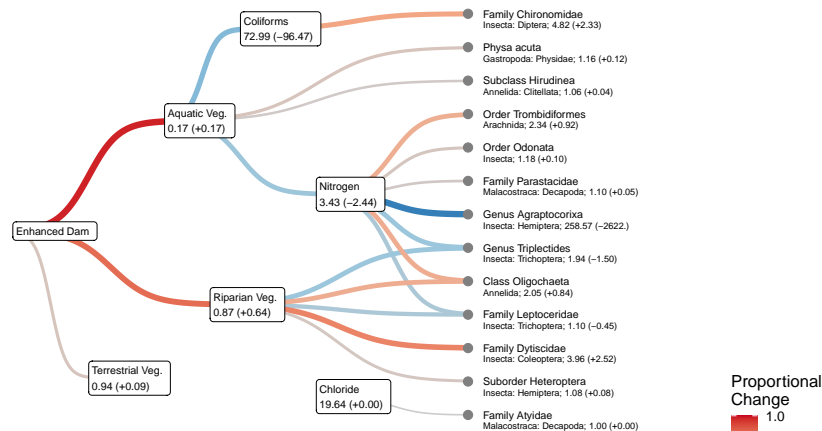 Coliforms
72.99 (−96.47)
Family Chironomidae
Insecta: Diptera; 4.82 (+2.33)
Physa acuta
Gastropoda: Physidae; 1.16 (+0.12)
Subclass Hirudinea
Annelida: Clitellata; 1.06 (+0.04)
Aquatic Veg.
0.17 (+0.17)
Order Trombidiformes
Arachnida; 2.34 (+0.92)
Order Odonata
Insecta; 1.18 (+0.10)
Nitrogen
3.43 (−2.44)
Family Parastacidae
Malacostraca: Decapoda; 1.10 (+0.05)
Genus Agraptocorixa
Insecta: Hemiptera; 258.57 (−2622.)
Enhanced Dam
Genus Triplectides
Insecta: Trichoptera; 1.94 (−1.50)
Class Oligochaeta
Annelida; 2.05 (+0.84)
Riparian Veg.
0.87 (+0.64)
Family Leptoceridae
Insecta: Trichoptera; 1.10 (−0.45)
Family Dytiscidae
Insecta: Coleoptera; 3.96 (+2.52)
Terrestrial Veg.
0.94 (+0.09)
Suborder Heteroptera
Insecta: Hemiptera; 1.08 (+0.08)
Chloride
19.64 (+0.00)
Family Atyidae
Malacostraca: Decapoda; 1.00 (+0.00)
Proportional
Change
1.0